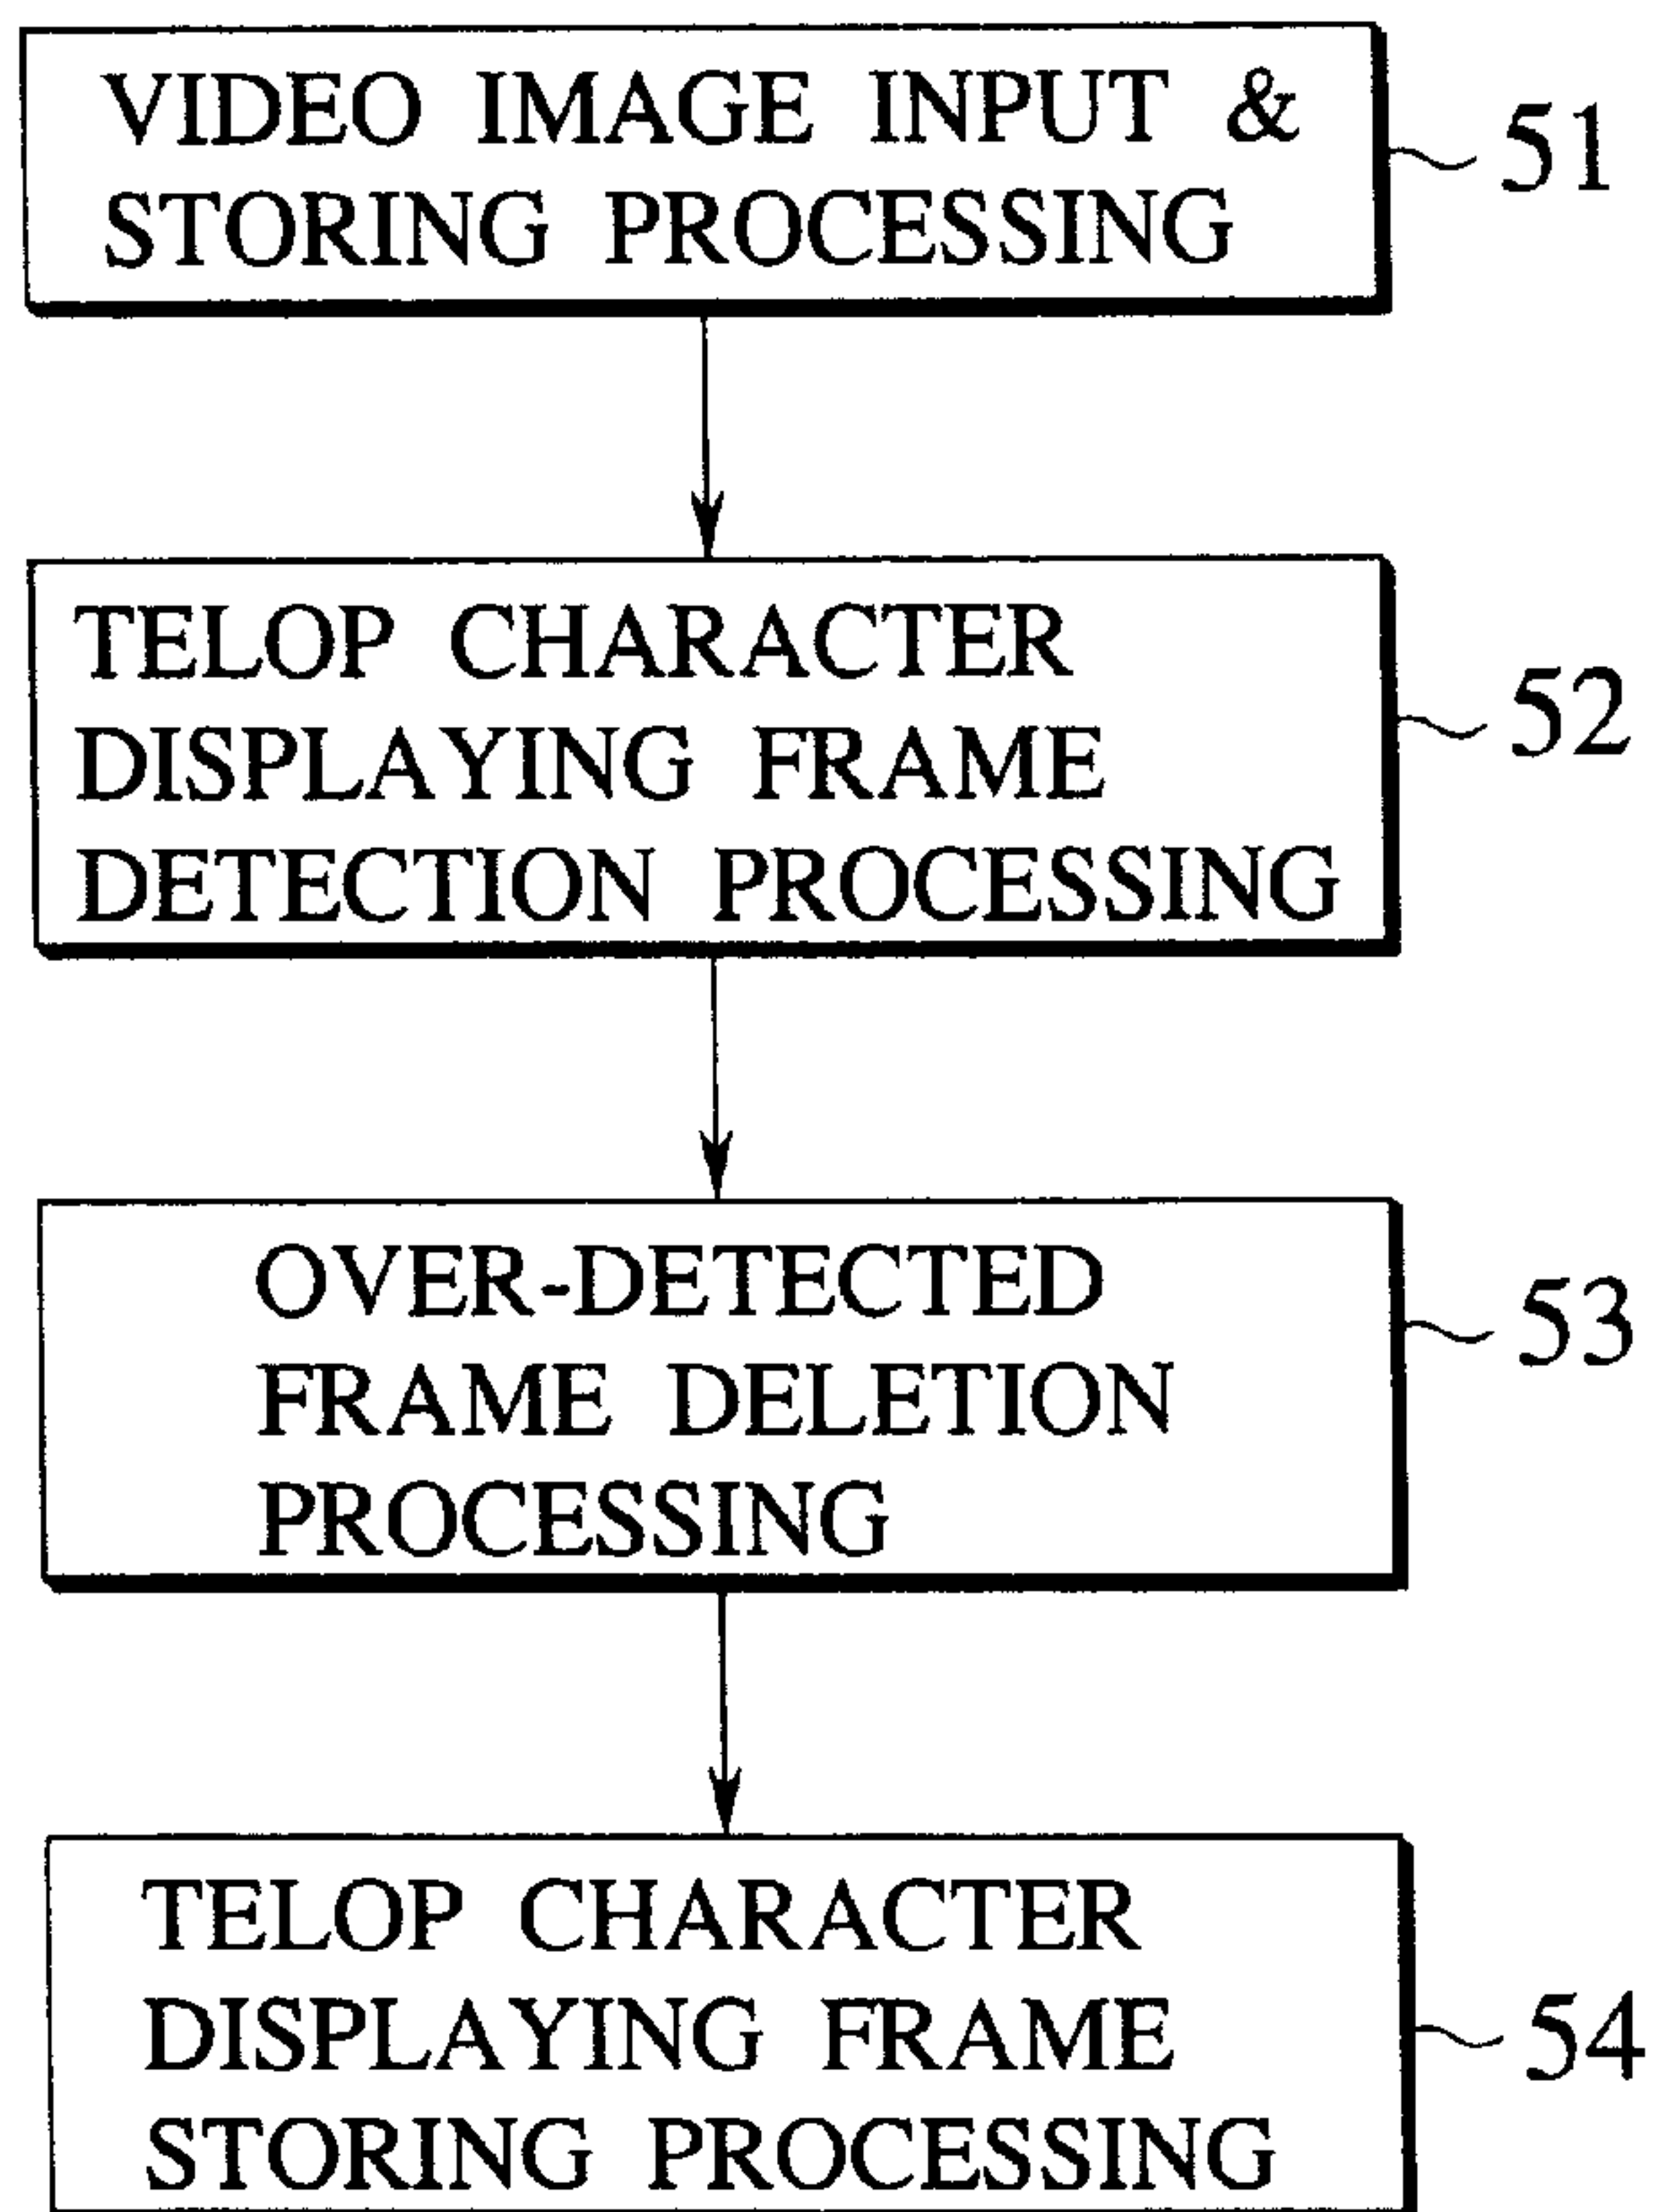 VIDEO IMAGE INPUT &
STORING PROCESSING
51
TELOP CHARACTER
DISPLAYING FRAME
DETECTION PROCESSING
52
OVER-DETECTED
FRAME DELETION
PROCESSING
53
TELOP CHARACTER
DISPLAYING FRAME
STORING PROCESSING
54